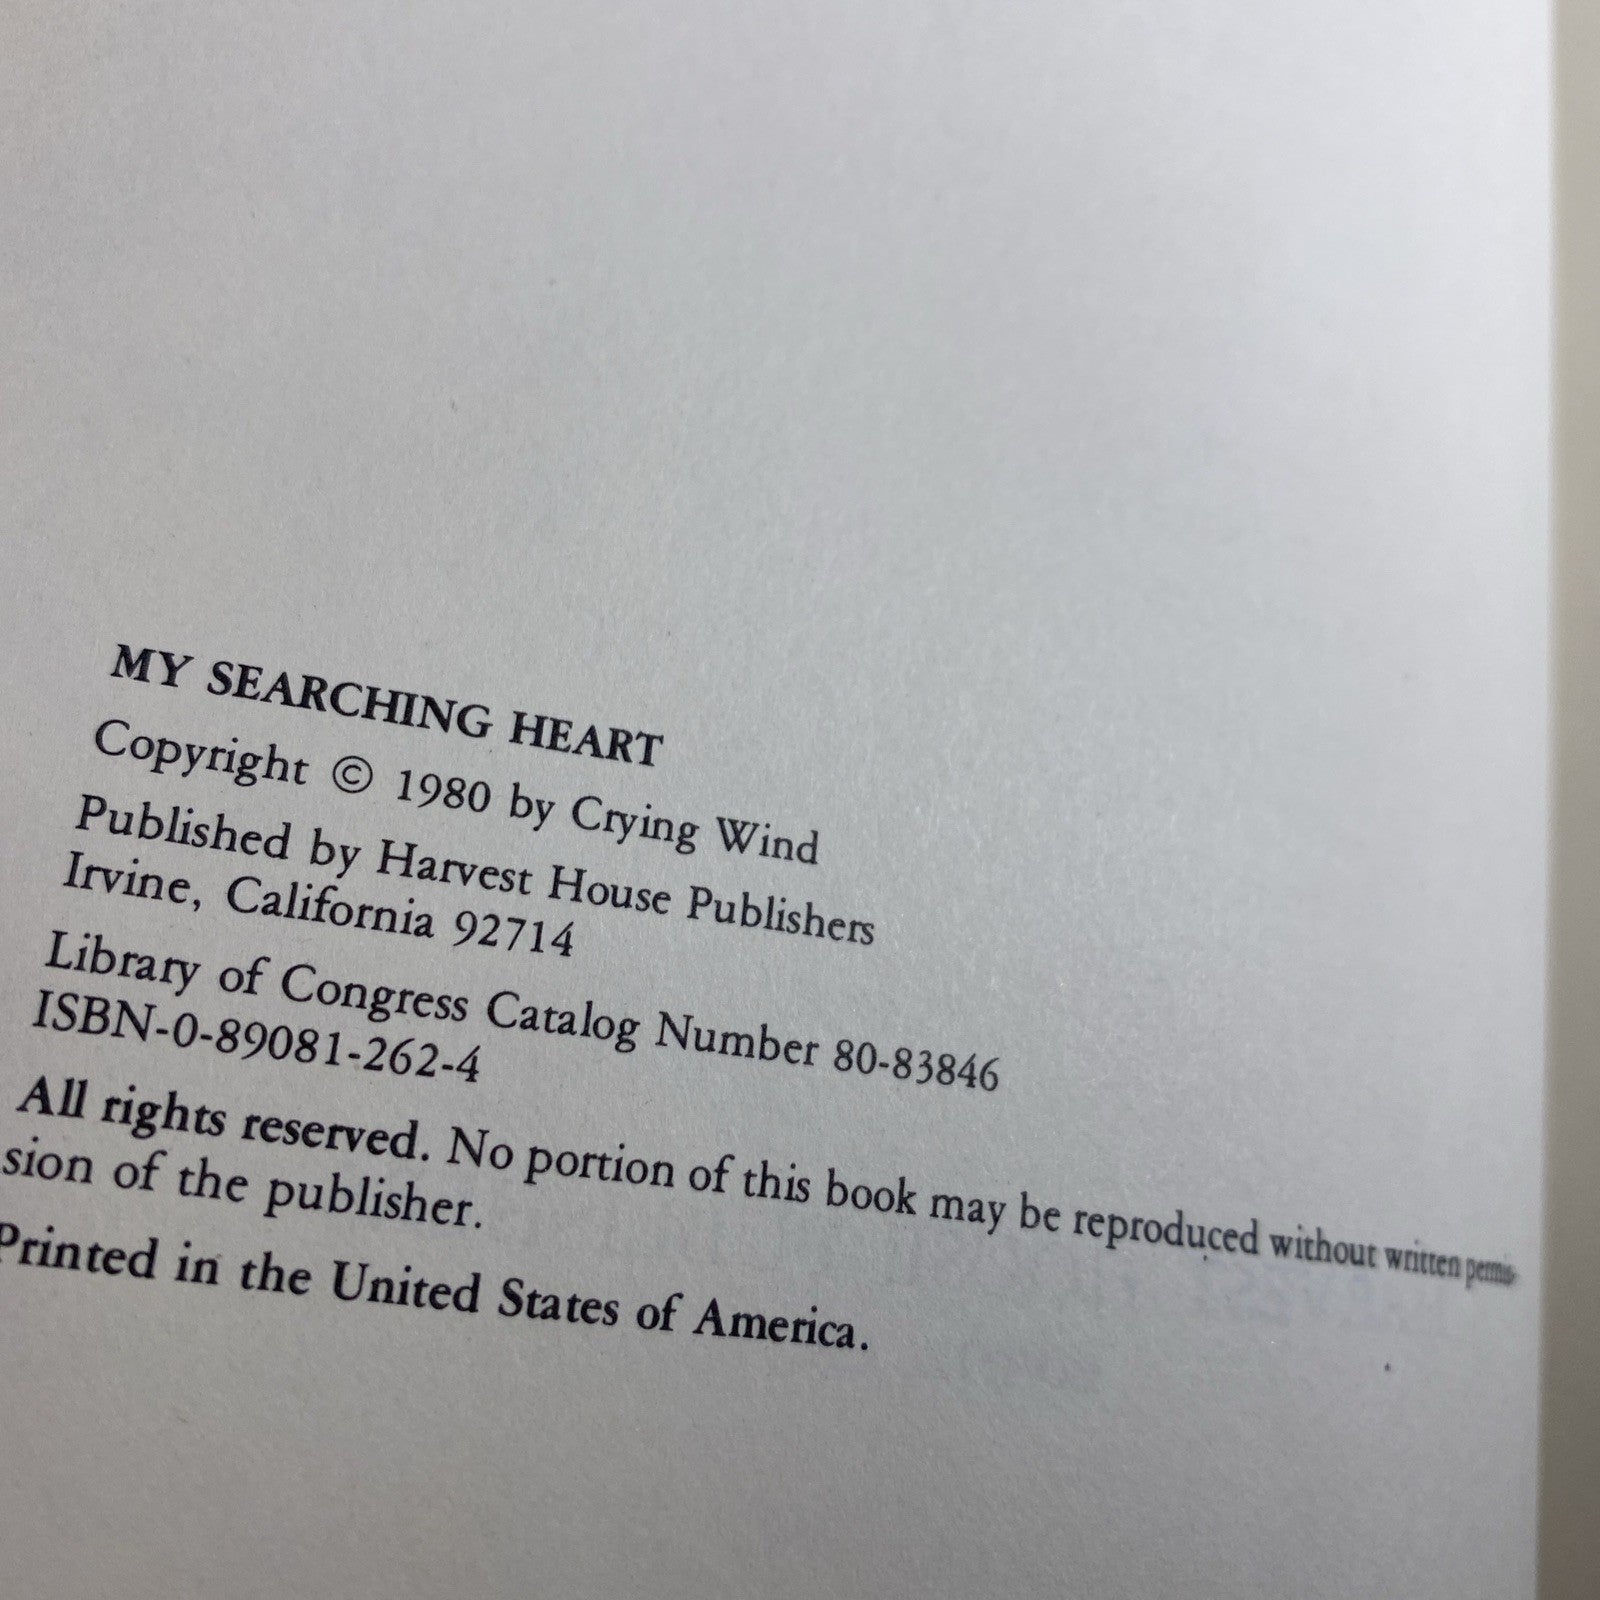 MY SEARCHING HEART
Copyright © 1980 by Crying Wind
Published by Harvest House Publishers
Irvine, California 92714
Library of Congress Catalog Number 80-83846
ISBN-0-89081-262-4
All rights reserved. No portion of this book may be reproduced without written permis-
sion of the publisher.
Printed in the United States of America.